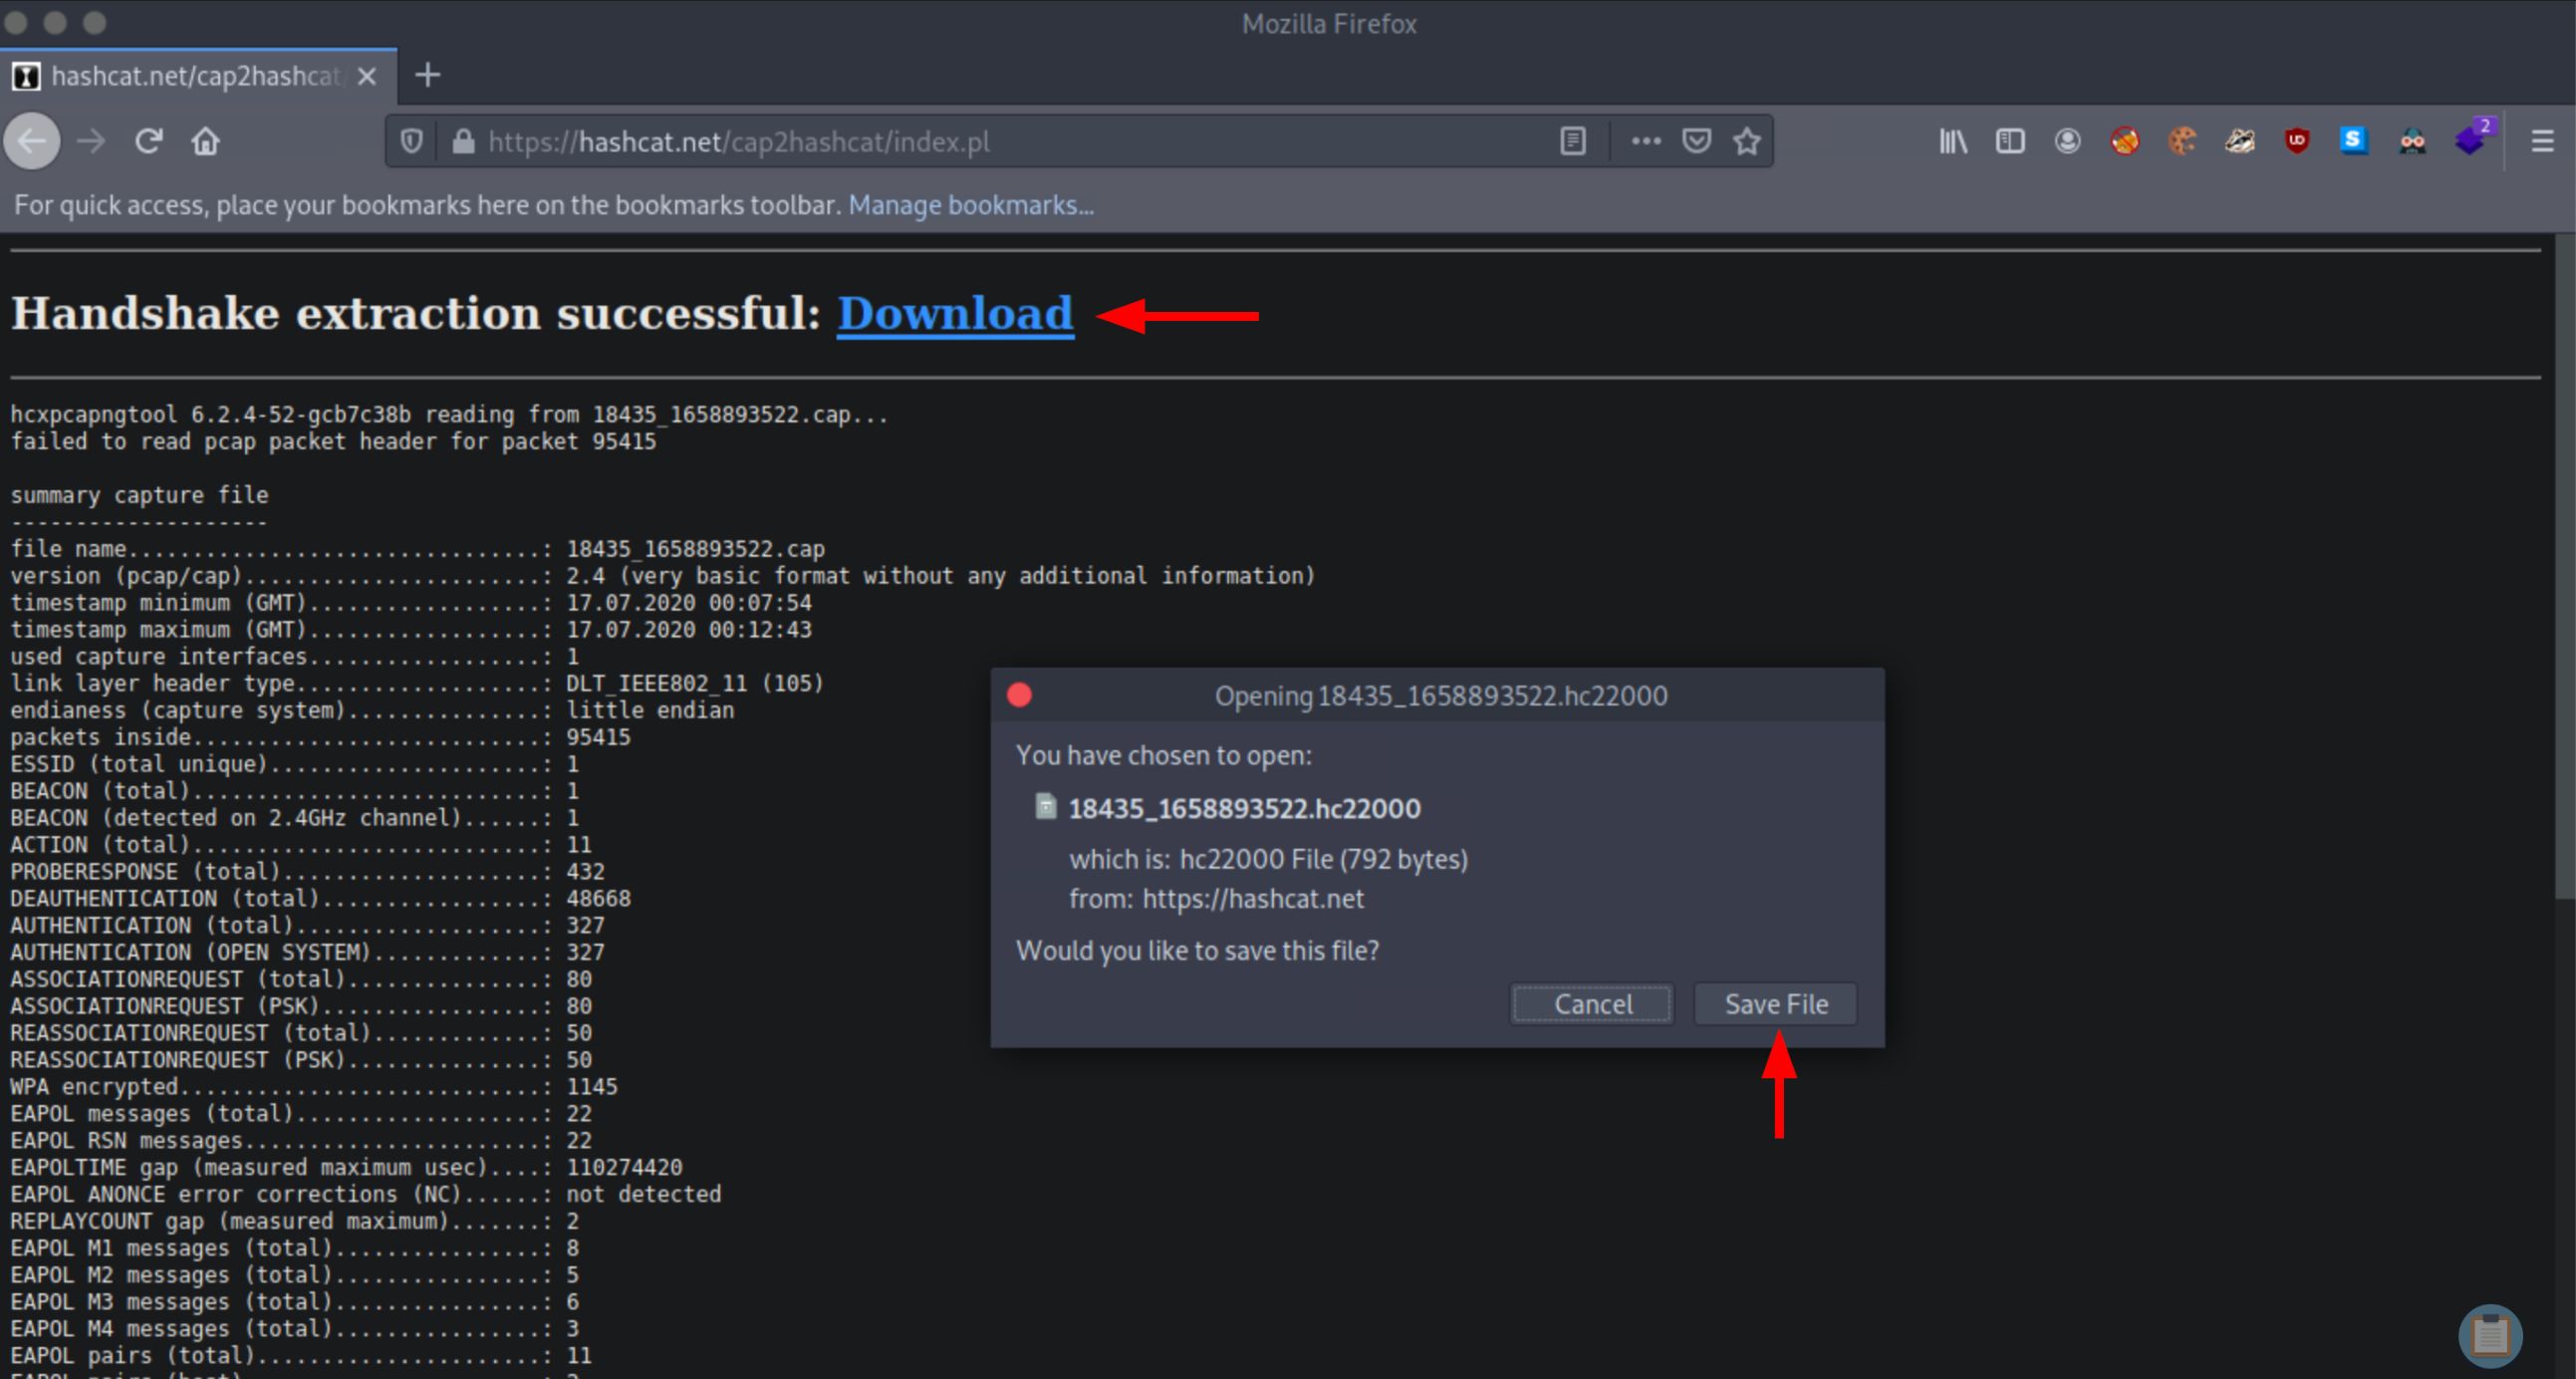 Mozilla Firefox
hashcat.net/cap2hashcat/
https://hashcat.net/cap2hashcat/index.pl
2
For quick access, place your bookmarks here on the bookmarks toolbar. Manage bookmarks...
Handshake extraction successful: Download
hcxpcapngtool 6.2.4-52-gcb7c38b reading from 18435_1658893522.cap...
failed to read pcap packet header for packet 95415
summary capture file
--------------------
file name................................: 18435_1658893522.cap
version (pcap/cap).......................: 2.4 (very basic format without any additional information)
timestamp minimum (GMT)..................: 17.07.2020 00:07:54
timestamp maximum (GMT)..................: 17.07.2020 00:12:43
used capture interfaces..................: 1
link layer header type...................: DLT_IEEE802_11 (105)
endianess (capture system)...............: little endian
packets inside...........................: 95415
ESSID (total unique).....................: 1
BEACON (total)...........................: 1
BEACON (detected on 2.4GHz channel)......: 1
ACTION (total)...........................: 11
PROBERESPONSE (total)....................: 432
DEAUTHENTICATION (total).................: 48668
AUTHENTICATION (total)...................: 327
AUTHENTICATION (OPEN SYSTEM).............: 327
ASSOCIATIONREQUEST (total)...............: 80
ASSOCIATIONREQUEST (PSK).................: 80
REASSOCIATIONREQUEST (total).............: 50
REASSOCIATIONREQUEST (PSK)...............: 50
WPA encrypted............................: 1145
EAPOL messages (total)...................: 22
EAPOL RSN messages.......................: 22
EAPOLTIME gap (measured maximum usec)....: 110274420
EAPOL ANONCE error corrections (NC)......: not detected
REPLAYCOUNT gap (measured maximum).......: 2
EAPOL M1 messages (total)................: 8
EAPOL M2 messages (total)................: 5
EAPOL M3 messages (total)................: 6
EAPOL M4 messages (total)................: 3
EAPOL pairs (total)......................: 11
Opening 18435_1658893522.hc22000
You have chosen to open:
18435_1658893522.hc22000
which is: hc22000 File (792 bytes)
from: https://hashcat.net
Would you like to save this file?
Cancel
Save File